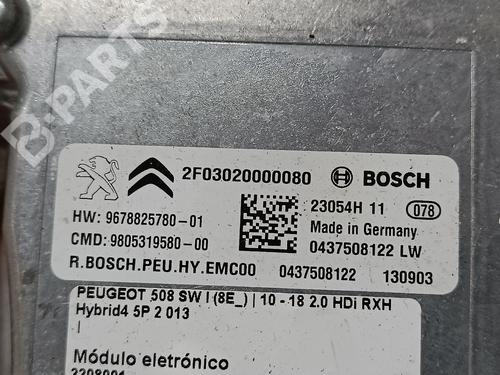 B-PARTS
2F03020000080 BOSCH
HW: 9678825780-01
CMD: 9805319580-00
23054H 11 078
Made in Germany
0437508122 LW
R.BOSCH.PEU.HY.EMC00 0437508122 130903
PEUGEOT 508 SW I (8E_) | 10 - 18 2.0 HDi RXH
Hybrid4 5P 2 013
|
Módulo eletrónico